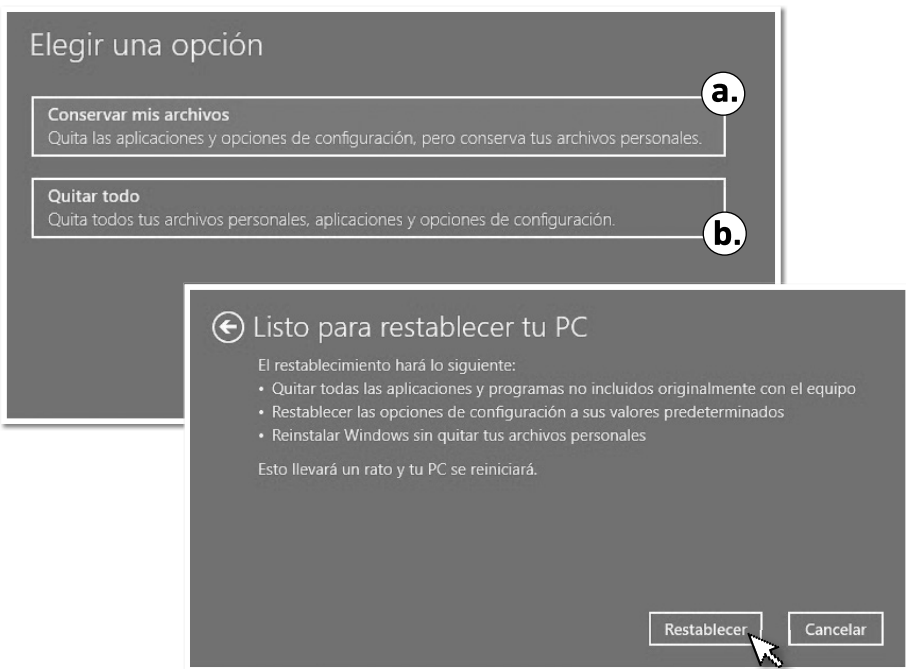 Elegir una opción
a.
Conservar mis archivos
Quita las aplicaciones y opciones de configuración, pero conserva tus archivos personales.
Quitar todo
Quita todos tus archivos personales, aplicaciones y opciones de configuración.
b.
Listo para restablecer tu PC
El restablecimiento hará lo siguiente:
• Quitar todas las aplicaciones y programas no incluidos originalmente con el equipo
• Restablecer las opciones de configuración a sus valores predeterminados
• Reinstalar Windows sin quitar tus archivos personales
Esto llevará un rato y tu PC se reiniciará.
Restablecer Cancelar